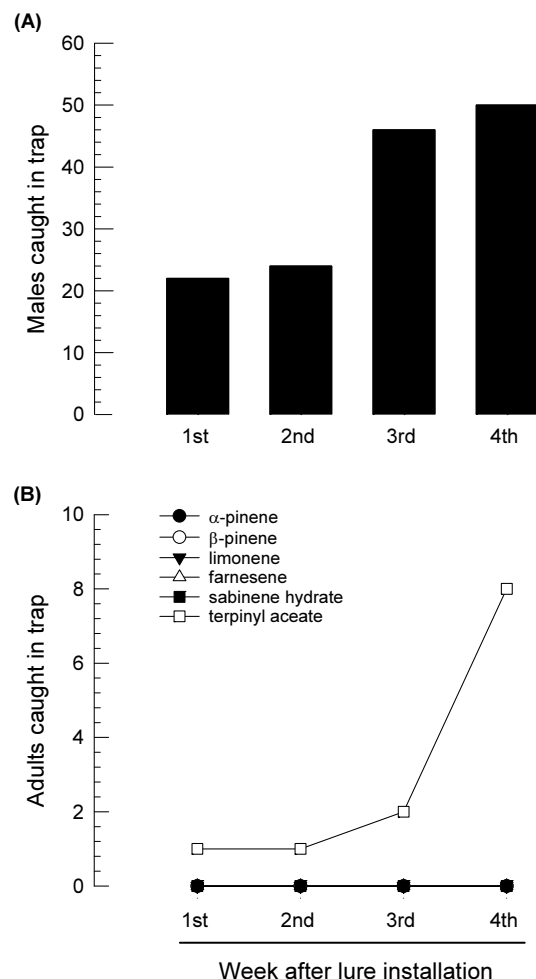 (A)
60
50
40
30
20
10
0
Males caught in trap
1st 2nd 3rd 4th
(B)
10
8
6
4
2
0
Adults caught in trap
α-pinene
β-pinene
limonene
farnesene
sabinene hydrate
terpinyl aceate
1st 2nd 3rd 4th
Week after lure installation